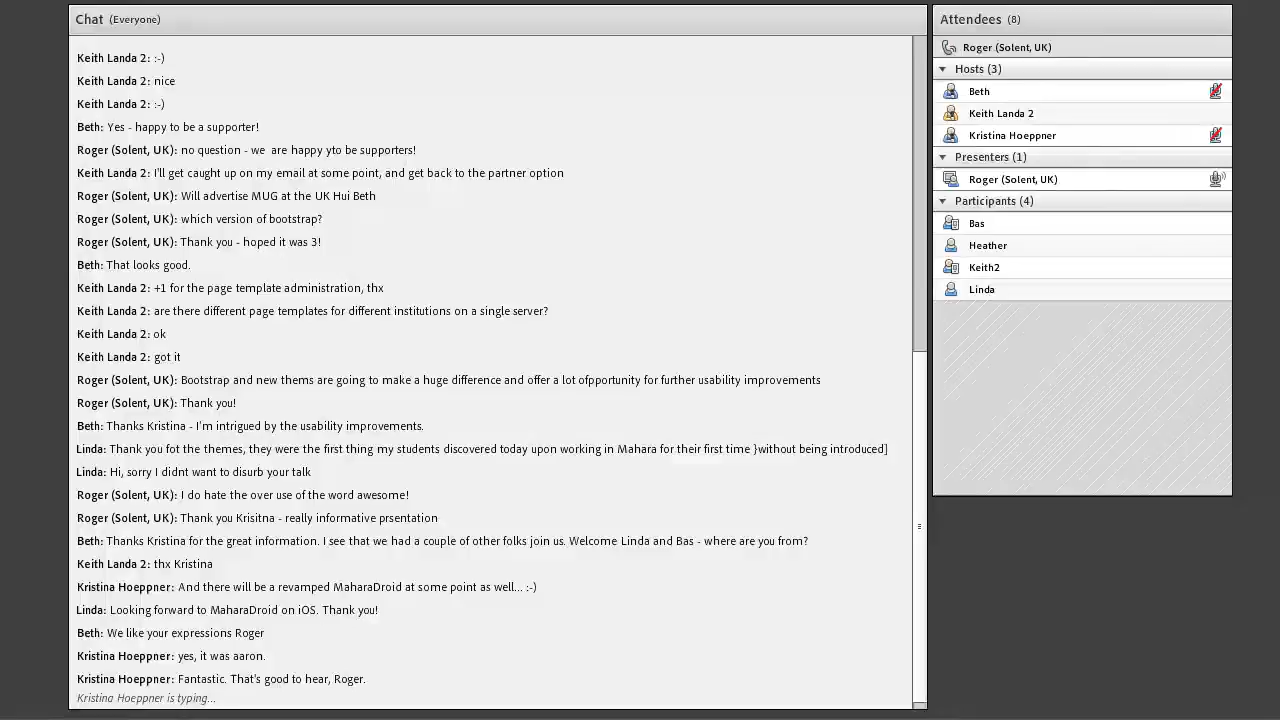 Chat (Everyone)
Keith Landa 2: :-)
Keith Landa 2: nice
Keith Landa 2: :-)
Beth: Yes - happy to be a supporter!
Roger (Solent, UK): no question - we are happy yto be supporters!
Keith Landa 2: I'll get caught up on my email at some point, and get back to the partner option
Roger (Solent, UK): Will advertise MUG at the UK Hui Beth
Roger (Solent, UK): which version of bootstrap?
Roger (Solent, UK): Thank you - hoped it was 3!
Beth: That looks good.
Keith Landa 2: +1 for the page template administration, thx
Keith Landa 2: are there different page templates for different institutions on a single server?
Keith Landa 2: ok
Keith Landa 2: got it
Roger (Solent, UK): Bootstrap and new thems are going to make a huge difference and offer a lot ofpportunity for further usability improvements
Roger (Solent, UK): Thank you!
Beth: Thanks Kristina - I'm intrigued by the usability improvements.
Linda: Thank you fot the themes, they were the first thing my students discovered today upon working in Mahara for their first time }without being introduced]
Linda: Hi, sorry I didnt want to disurb your talk
Roger (Solent, UK): I do hate the over use of the word awesome!
Roger (Solent, UK): Thank you Krisitna - really informative prsentation
Beth: Thanks Kristina for the great information. I see that we had a couple of other folks join us. Welcome Linda and Bas - where are you from?
Keith Landa 2: thx Kristina
Kristina Hoeppner: And there will be a revamped MaharaDroid at some point as well... :-)
Linda: Looking forward to MaharaDroid on iOS. Thank you!
Beth: We like your expressions Roger
Kristina Hoeppner: yes, it was aaron.
Kristina Hoeppner: Fantastic. That's good to hear, Roger.
Kristina Hoeppner is typing...
Attendees (8)
Roger (Solent, UK)
Hosts (3)
Beth
Keith Landa 2
Kristina Hoeppner
Presenters (1)
Roger (Solent, UK)
Participants (4)
Bas
Heather
Keith2
Linda